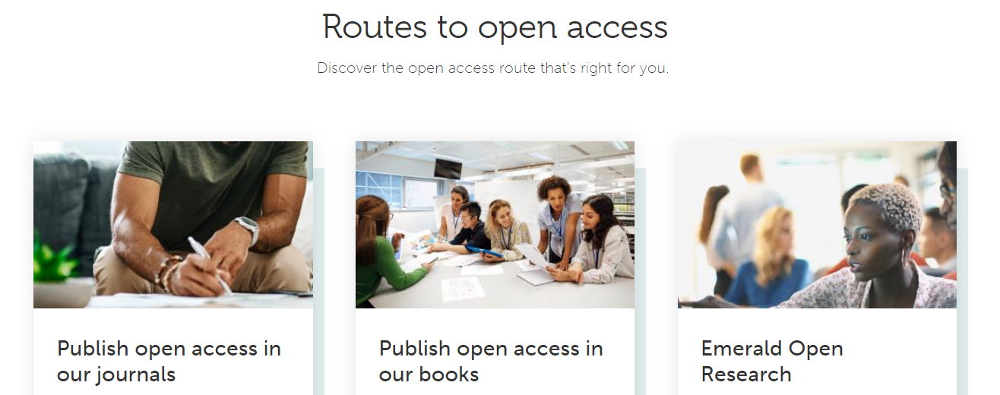 Routes to open access
Discover the open access route that's right for you.
Publish open access in
our journals
Publish open access in
our books
Emerald Open
Research